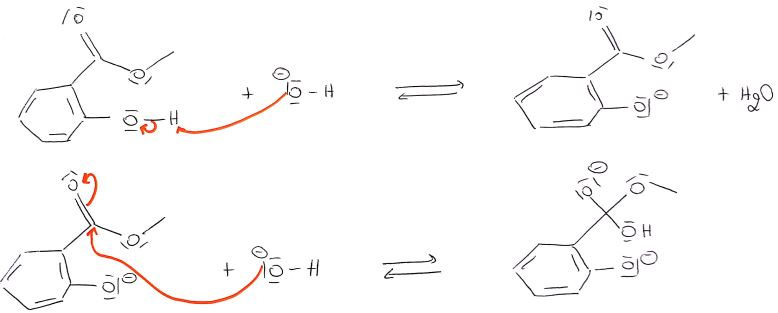 O O
O + ⊖ O - H ⇌ O + H2O
O - H O ⊖
O O ⊖ O
O + ⊖ O - H ⇌ OH
O ⊖ O ⊖